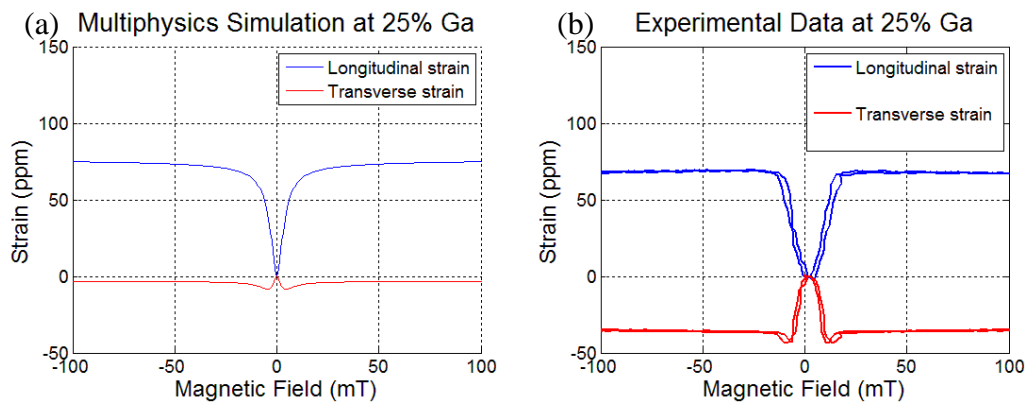 (a) Multiphysics Simulation at 25% Ga
150
100
50
0
-50
-100
-50
0
50
100
Strain (ppm)
Magnetic Field (mT)
Longitudinal strain
Transverse strain
(b) Experimental Data at 25% Ga
150
100
50
0
-50
-100
-50
0
50
100
Strain (ppm)
Magnetic Field (mT)
Longitudinal strain
Transverse strain